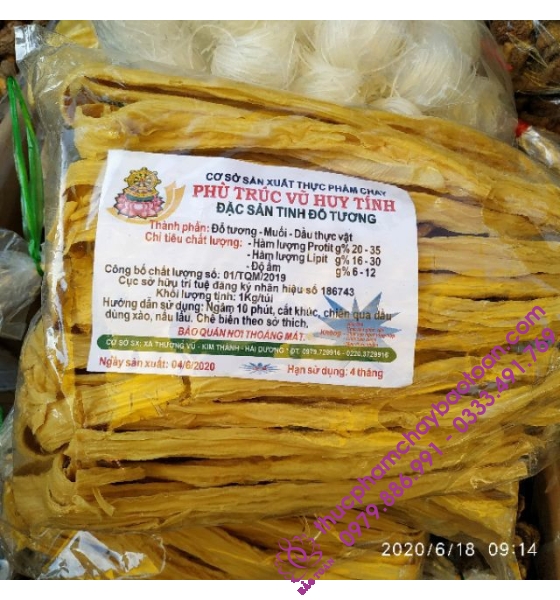 CƠ SỞ SẢN XUẤT THỰC PHẨM CHAY
PHÙ TRÚC VŨ HUY TÍNH
ĐẶC SẢN TINH ĐỖ TƯƠNG
Thành phần: Đỗ tương - Muối - Dầu thực vật
Chỉ tiêu chất lượng: - Hàm lượng Protit g% 20 - 35
- Hàm lượng Lipit g% 16 - 30
- Độ ẩm g% 6 - 12
Công bố chất lượng số: 01/TQM/2019
Cục sở hữu trí tuệ đăng ký nhãn hiệu số 186743
Khối lượng tịnh: 1Kg/túi
Hướng dẫn sử dụng: Ngâm 10 phút, cắt khúc, chiên qua dầu
dùng xào, nấu lẩu. Chế biến theo sở thích.
BẢO QUẢN NƠI THOÁNG MÁT.
CƠ SỞ SX: XÃ THƯỢNG VŨ - KIM THÀNH - HẢI DƯƠNG * ĐT: 0979.729916 - 0220.3729916
Ngày sản xuất: 04/6/2020
Hạn sử dụng: 4 tháng
thucphamchaybaotoan.com
0979.886.991 - 0333.491.769
2020/6/18 09:14